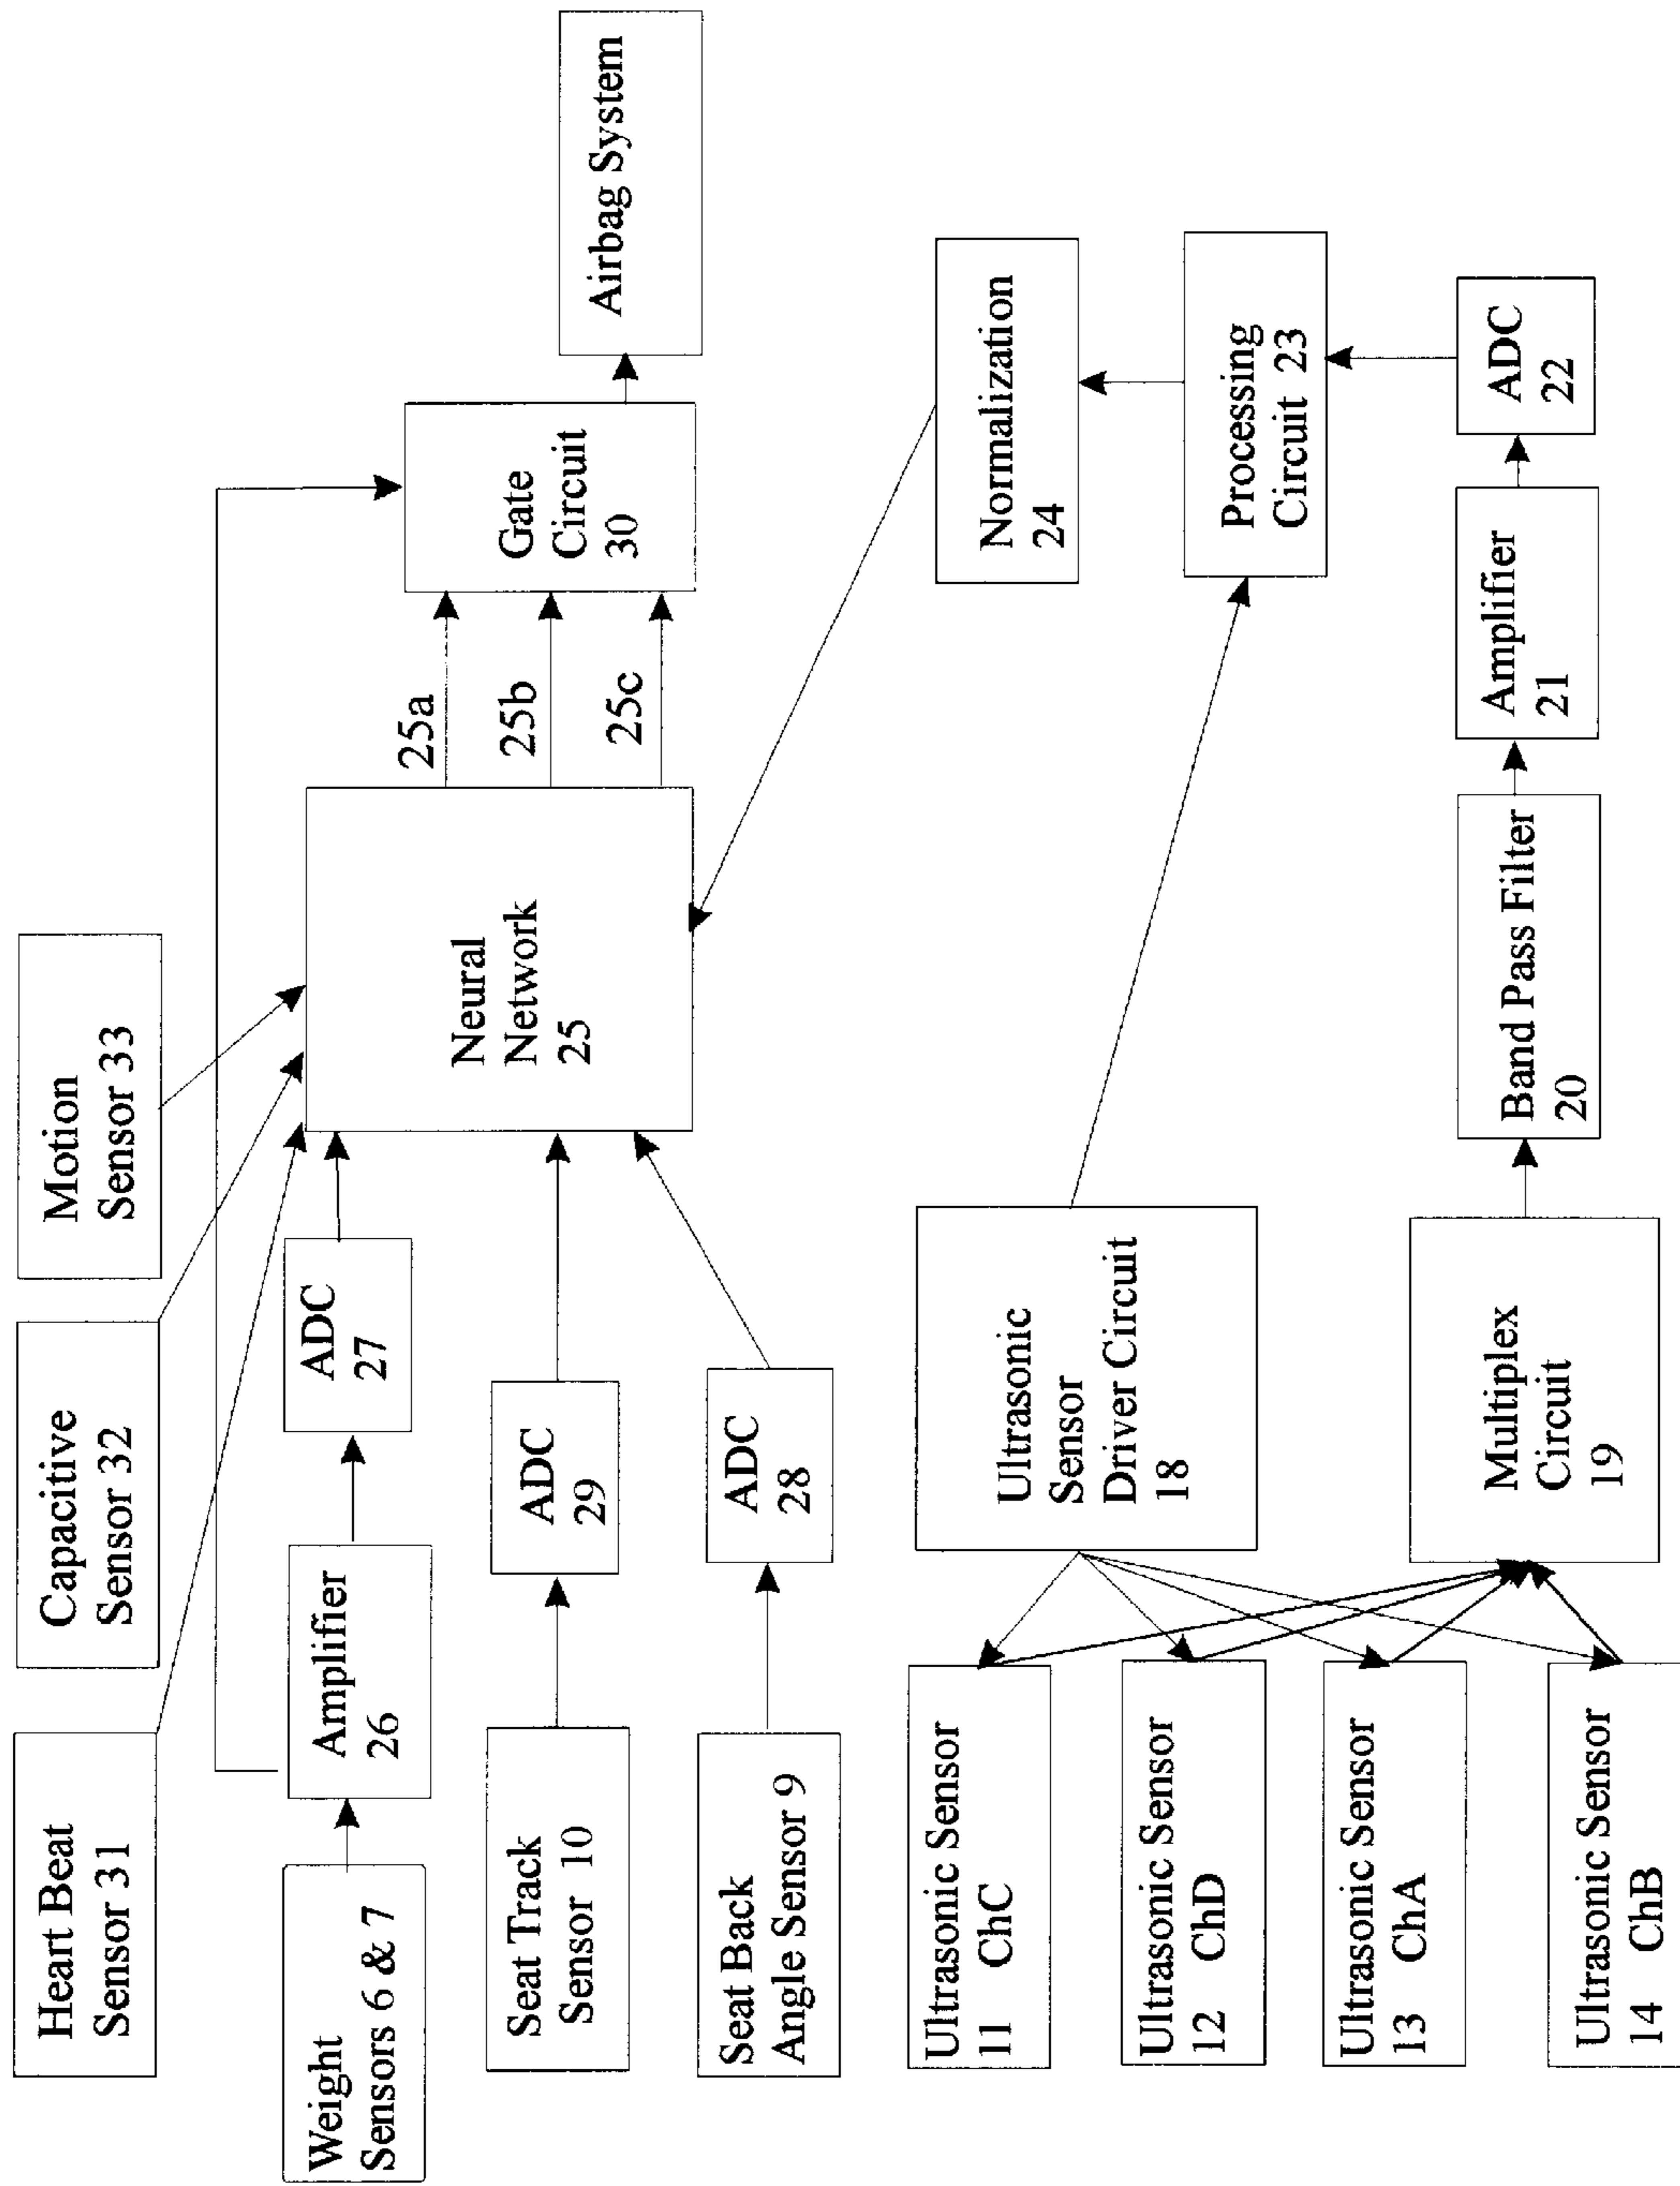 Heart Beat
Sensor 31
Capacitive
Sensor 32
Motion
Sensor 33
Weight
Sensors 6 & 7
Amplifier
26
ADC
27
Neural
Network
25
25a
25b
25c
Gate
Circuit
30
Airbag System
Seat Track
Sensor 10
ADC
29
Seat Back
Angle Sensor 9
ADC
28
Ultrasonic Sensor
11 ChC
Ultrasonic Sensor
12 ChD
Ultrasonic Sensor
13 ChA
Ultrasonic Sensor
14 ChB
Ultrasonic
Sensor
Driver Circuit
18
Multiplex
Circuit
19
Band Pass Filter
20
Amplifier
21
ADC
22
Processing
Circuit 23
Normalization
24